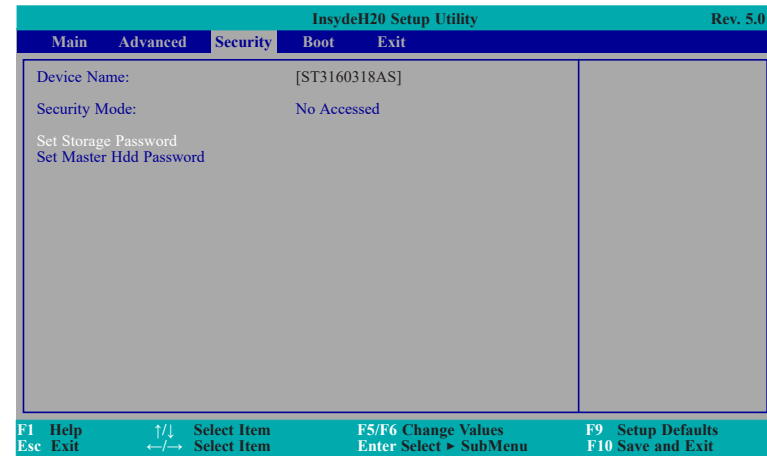 InsydeH20 Setup Utility Rev. 5.0
Main Advanced Security Boot Exit
Device Name: [ST3160318AS]
Security Mode: No Accessed
Set Storage Password
Set Master Hdd Password
F1 Help ↑/↓ Select Item F5/F6 Change Values F9 Setup Defaults
Esc Exit ←/→ Select Item Enter Select ► SubMenu F10 Save and Exit